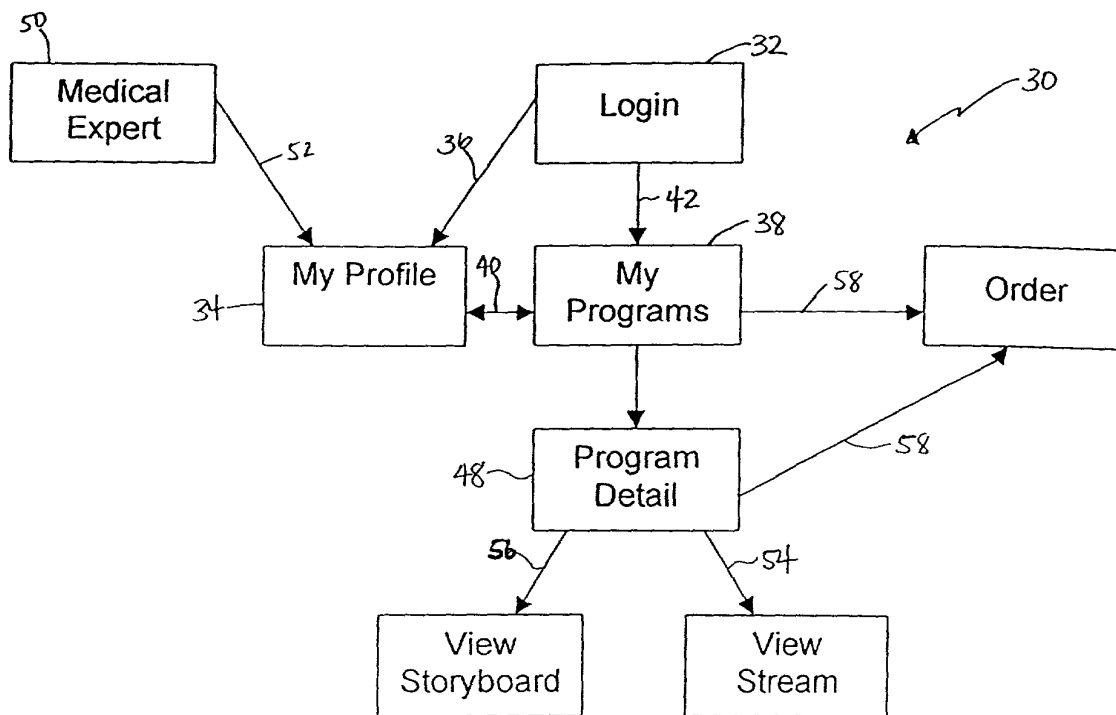 50
Medical
Expert
32
Login
30
52
36
42
38
My Profile
40
34
My
Programs
58
Order
48
Program
Detail
58
56
54
View
Storyboard
View
Stream